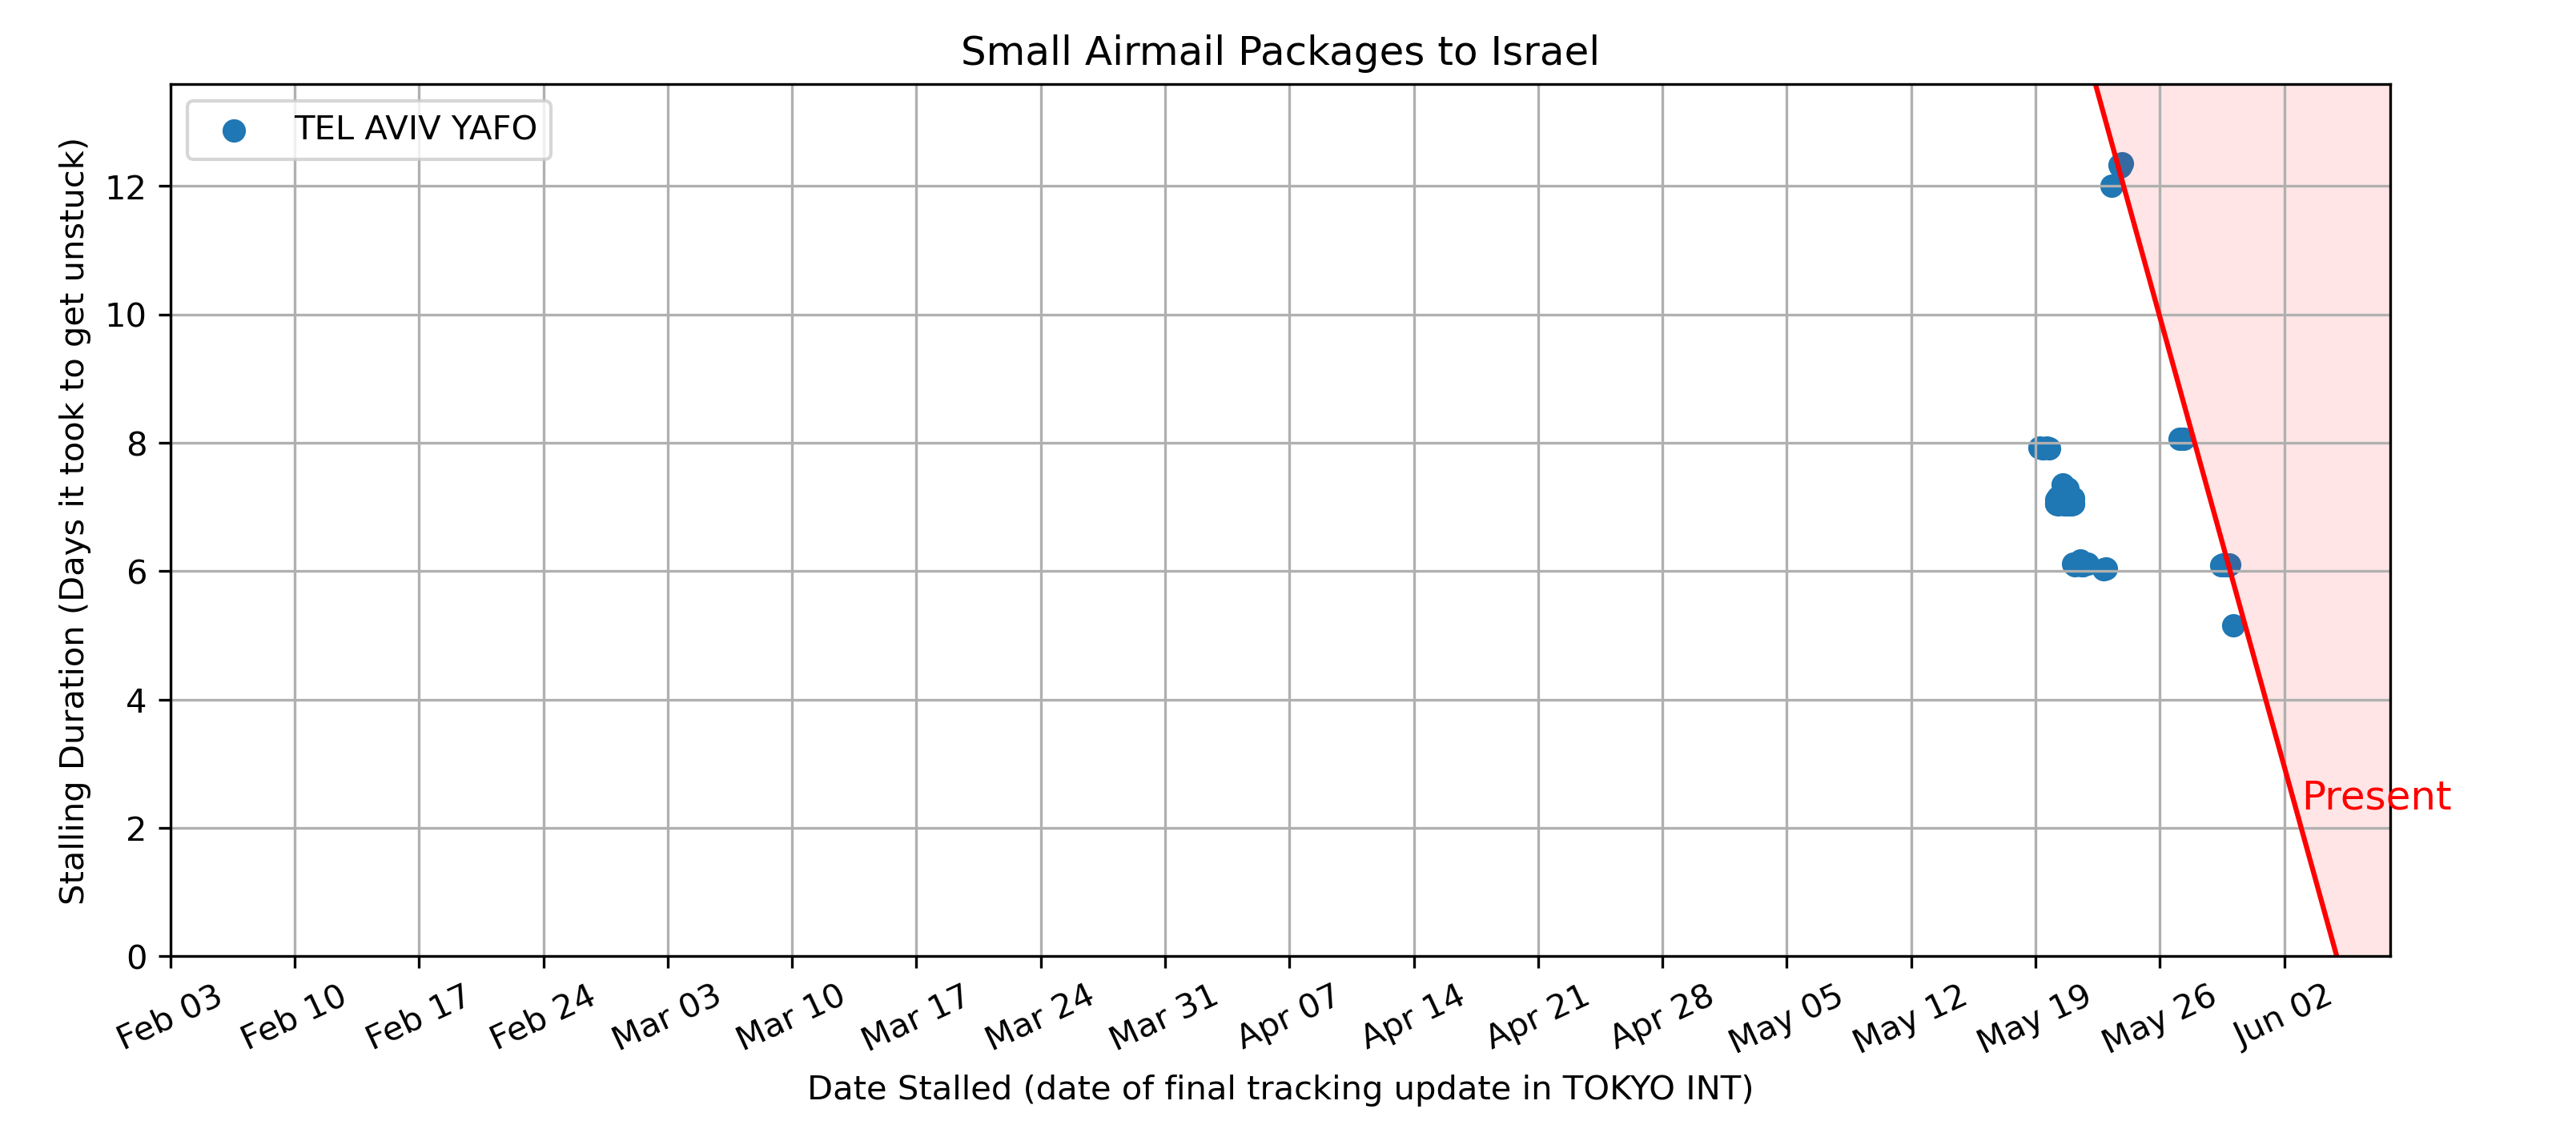 Small Airmail Packages to Israel
TEL AVIV YAFO
Stalling Duration (Days it took to get unstuck)
12
10
8
6
4
2
0
Present
Feb 03
Feb 10
Feb 17
Feb 24
Mar 03
Mar 10
Mar 17
Mar 24
Mar 31
Apr 07
Apr 14
Apr 21
Apr 28
May 05
May 12
May 19
May 26
Jun 02
Date Stalled (date of final tracking update in TOKYO INT)